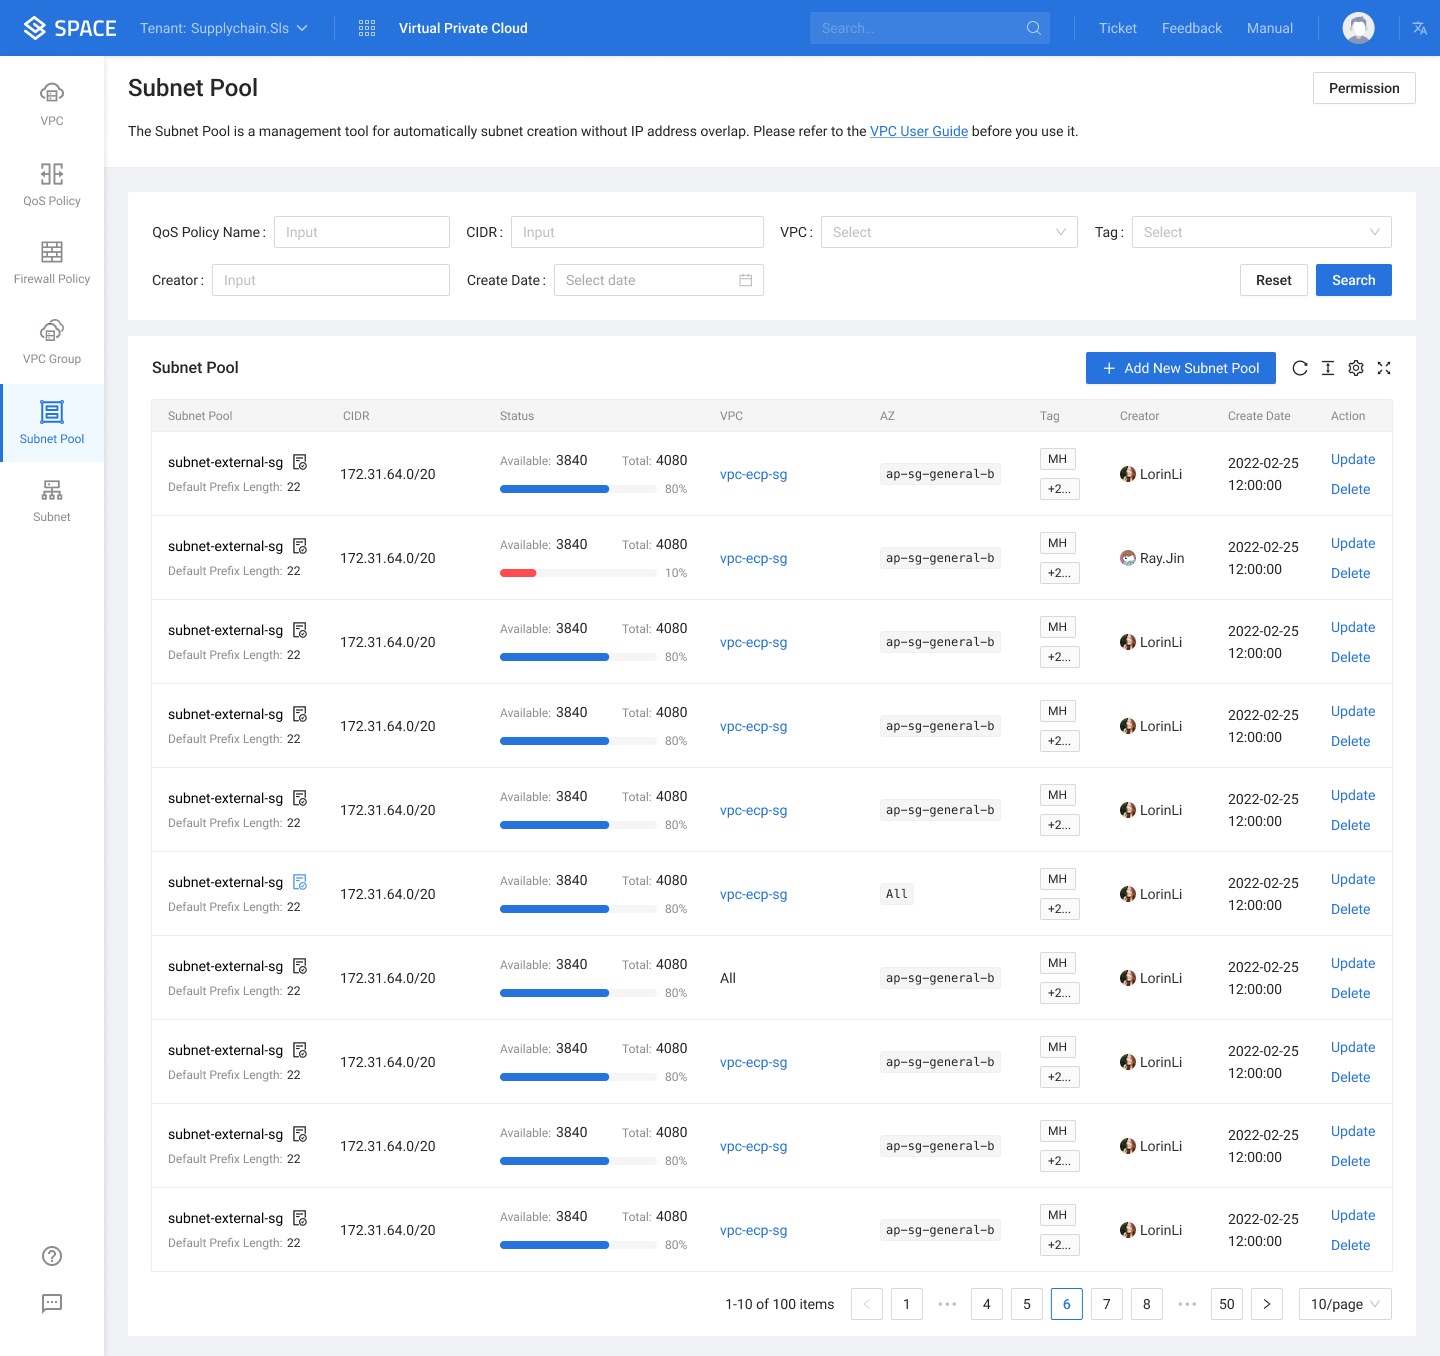 SPACE Tenant: Supplychain.Sls Virtual Private Cloud Search... Ticket Feedback Manual
VPC
QoS Policy
Firewall Policy
VPC Group
Subnet Pool
Subnet
Subnet Pool
Permission
The Subnet Pool is a management tool for automatically subnet creation without IP address overlap. Please refer to the VPC User Guide before you use it.
QoS Policy Name : Input CIDR : Input VPC : Select Tag : Select
Creator : Input Create Date : Select date Reset Search
Subnet Pool Add New Subnet Pool
Subnet Pool CIDR Status VPC AZ Tag Creator Create Date Action
subnet-external-sg Available: 3840 Total: 4080 MH 2022-02-25 Update
172.31.64.0/20 vpc-ecp-sg ap-sg-general-b LorinLi
Default Prefix Length: 22 80% +2... 12:00:00 Delete
subnet-external-sg Available: 3840 Total: 4080 MH 2022-02-25 Update
172.31.64.0/20 vpc-ecp-sg ap-sg-general-b Ray.Jin
Default Prefix Length: 22 10% +2... 12:00:00 Delete
subnet-external-sg Available: 3840 Total: 4080 MH 2022-02-25 Update
172.31.64.0/20 vpc-ecp-sg ap-sg-general-b LorinLi
Default Prefix Length: 22 80% +2... 12:00:00 Delete
subnet-external-sg Available: 3840 Total: 4080 MH 2022-02-25 Update
172.31.64.0/20 vpc-ecp-sg ap-sg-general-b LorinLi
Default Prefix Length: 22 80% +2... 12:00:00 Delete
subnet-external-sg Available: 3840 Total: 4080 MH 2022-02-25 Update
172.31.64.0/20 vpc-ecp-sg ap-sg-general-b LorinLi
Default Prefix Length: 22 80% +2... 12:00:00 Delete
subnet-external-sg Available: 3840 Total: 4080 MH 2022-02-25 Update
172.31.64.0/20 vpc-ecp-sg All LorinLi
Default Prefix Length: 22 80% +2... 12:00:00 Delete
subnet-external-sg Available: 3840 Total: 4080 MH 2022-02-25 Update
172.31.64.0/20 All ap-sg-general-b LorinLi
Default Prefix Length: 22 80% +2... 12:00:00 Delete
subnet-external-sg Available: 3840 Total: 4080 MH 2022-02-25 Update
172.31.64.0/20 vpc-ecp-sg ap-sg-general-b LorinLi
Default Prefix Length: 22 80% +2... 12:00:00 Delete
subnet-external-sg Available: 3840 Total: 4080 MH 2022-02-25 Update
172.31.64.0/20 vpc-ecp-sg ap-sg-general-b LorinLi
Default Prefix Length: 22 80% +2... 12:00:00 Delete
subnet-external-sg Available: 3840 Total: 4080 MH 2022-02-25 Update
172.31.64.0/20 vpc-ecp-sg ap-sg-general-b LorinLi
Default Prefix Length: 22 80% +2... 12:00:00 Delete
1-10 of 100 items < 1 ••• 4 5 6 7 8 ••• 50 > 10/page